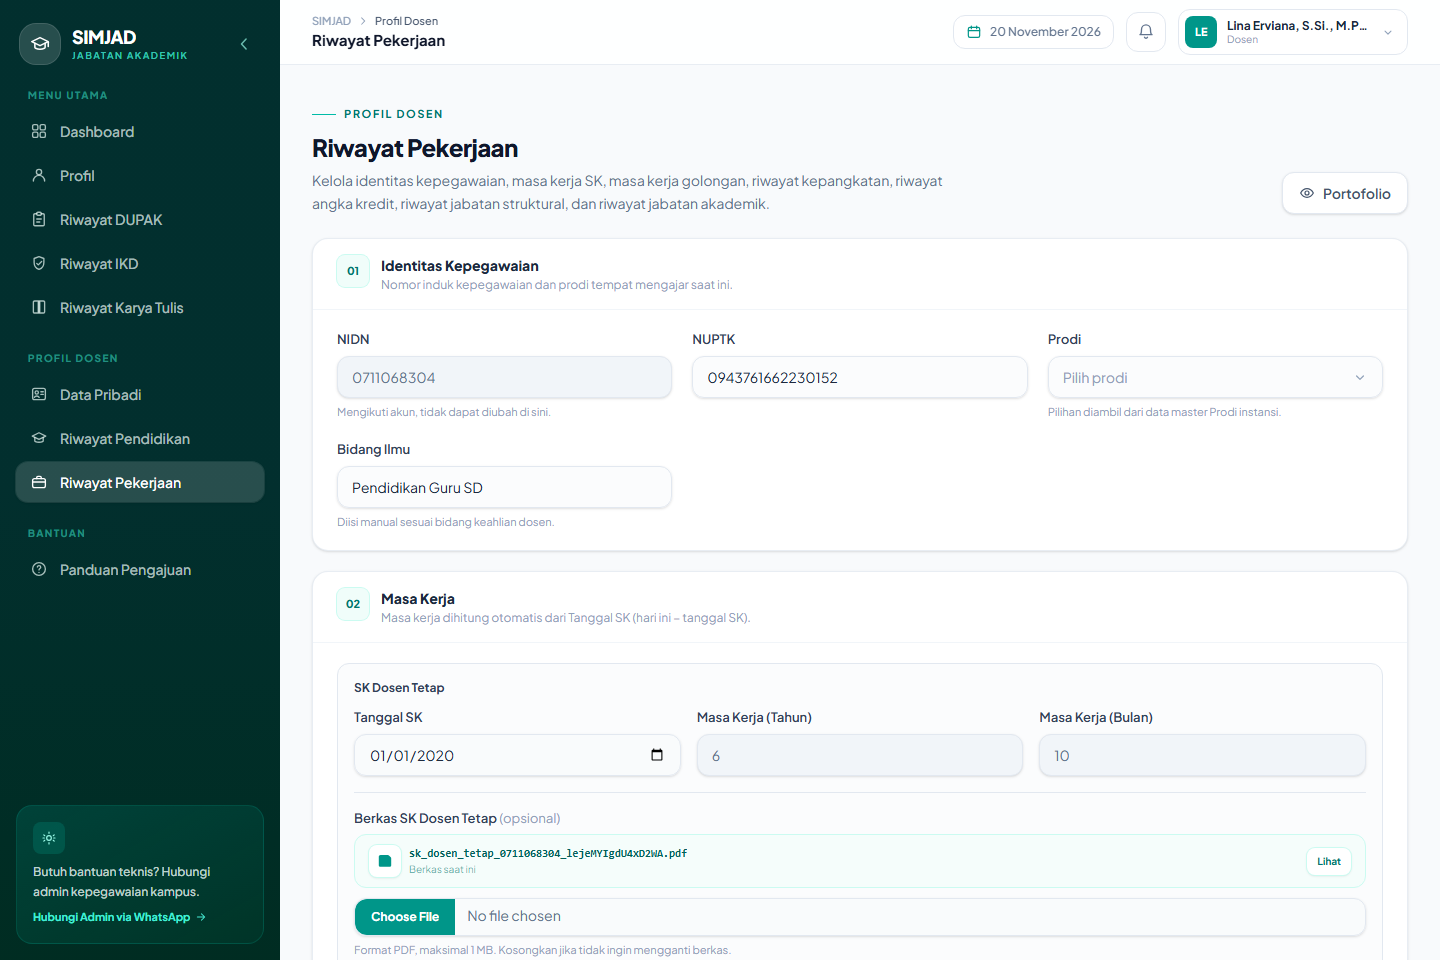 SIMJAD
JABATAN AKADEMIK
MENU UTAMA
Dashboard
Profil
Riwayat DUPAK
Riwayat IKD
Riwayat Karya Tulis
PROFIL DOSEN
Data Pribadi
Riwayat Pendidikan
Riwayat Pekerjaan
BANTUAN
Panduan Pengajuan
Butuh bantuan teknis? Hubungi
admin kepegawaian kampus.
Hubungi Admin via WhatsApp →
SIMJAD > Profil Dosen
Riwayat Pekerjaan
20 November 2026
LE
Lina Erviana, S.Si., M.P...
Dosen
PROFIL DOSEN
Riwayat Pekerjaan
Kelola identitas kepegawaian, masa kerja SK, masa kerja golongan, riwayat kepangkatan, riwayat
angka kredit, riwayat jabatan struktural, dan riwayat jabatan akademik.
Portofolio
01
Identitas Kepegawaian
Nomor induk kepegawaian dan prodi tempat mengajar saat ini.
NIDN
0711068304
Mengikuti akun, tidak dapat diubah di sini.
NUPTK
0943761662230152
Prodi
Pilih prodi
Pilihan diambil dari data master Prodi instansi.
Bidang Ilmu
Pendidikan Guru SD
Diisi manual sesuai bidang keahlian dosen.
02
Masa Kerja
Masa kerja dihitung otomatis dari Tanggal SK (hari ini – tanggal SK).
SK Dosen Tetap
Tanggal SK
01/01/2020
Masa Kerja (Tahun)
6
Masa Kerja (Bulan)
10
Berkas SK Dosen Tetap (opsional)
sk_dosen_tetap_0711068304_lejeMYIgdU4xD2WA.pdf
Berkas saat ini
Lihat
Choose File No file chosen
Format PDF, maksimal 1 MB. Kosongkan jika tidak ingin mengganti berkas.